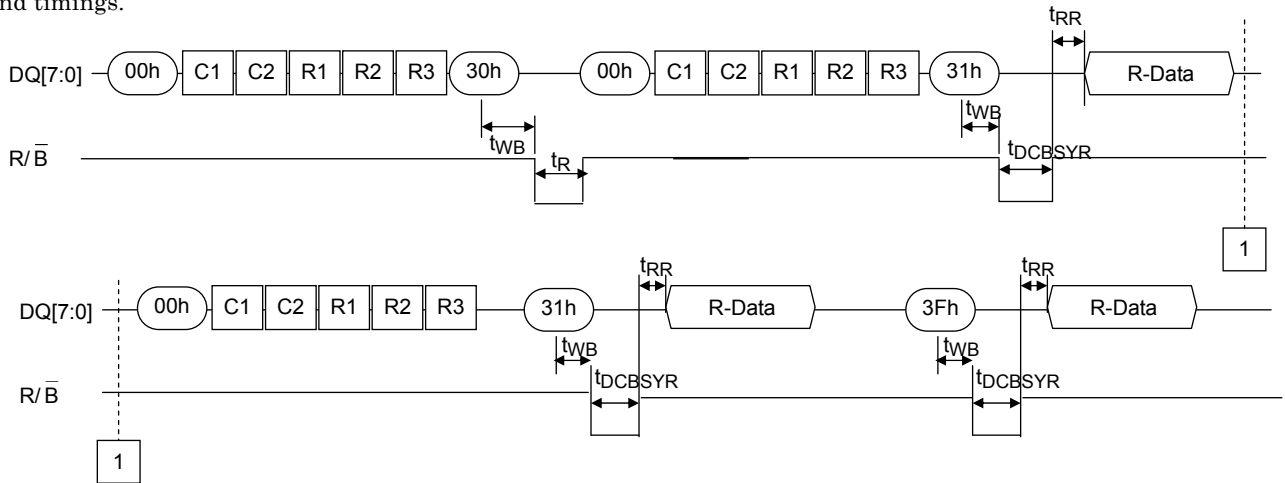 nd timings.
tRR
DQ[7:0] 00h C1 C2 R1 R2 R3 30h 00h C1 C2 R1 R2 R3 31h R-Data
tWB tWB
R/B̅ tR tDCBSYR
1
tRR tRR
DQ[7:0] 00h C1 C2 R1 R2 R3 31h R-Data 3Fh R-Data
tWB tWB
R/B̅ tDCBSYR tDCBSYR
1